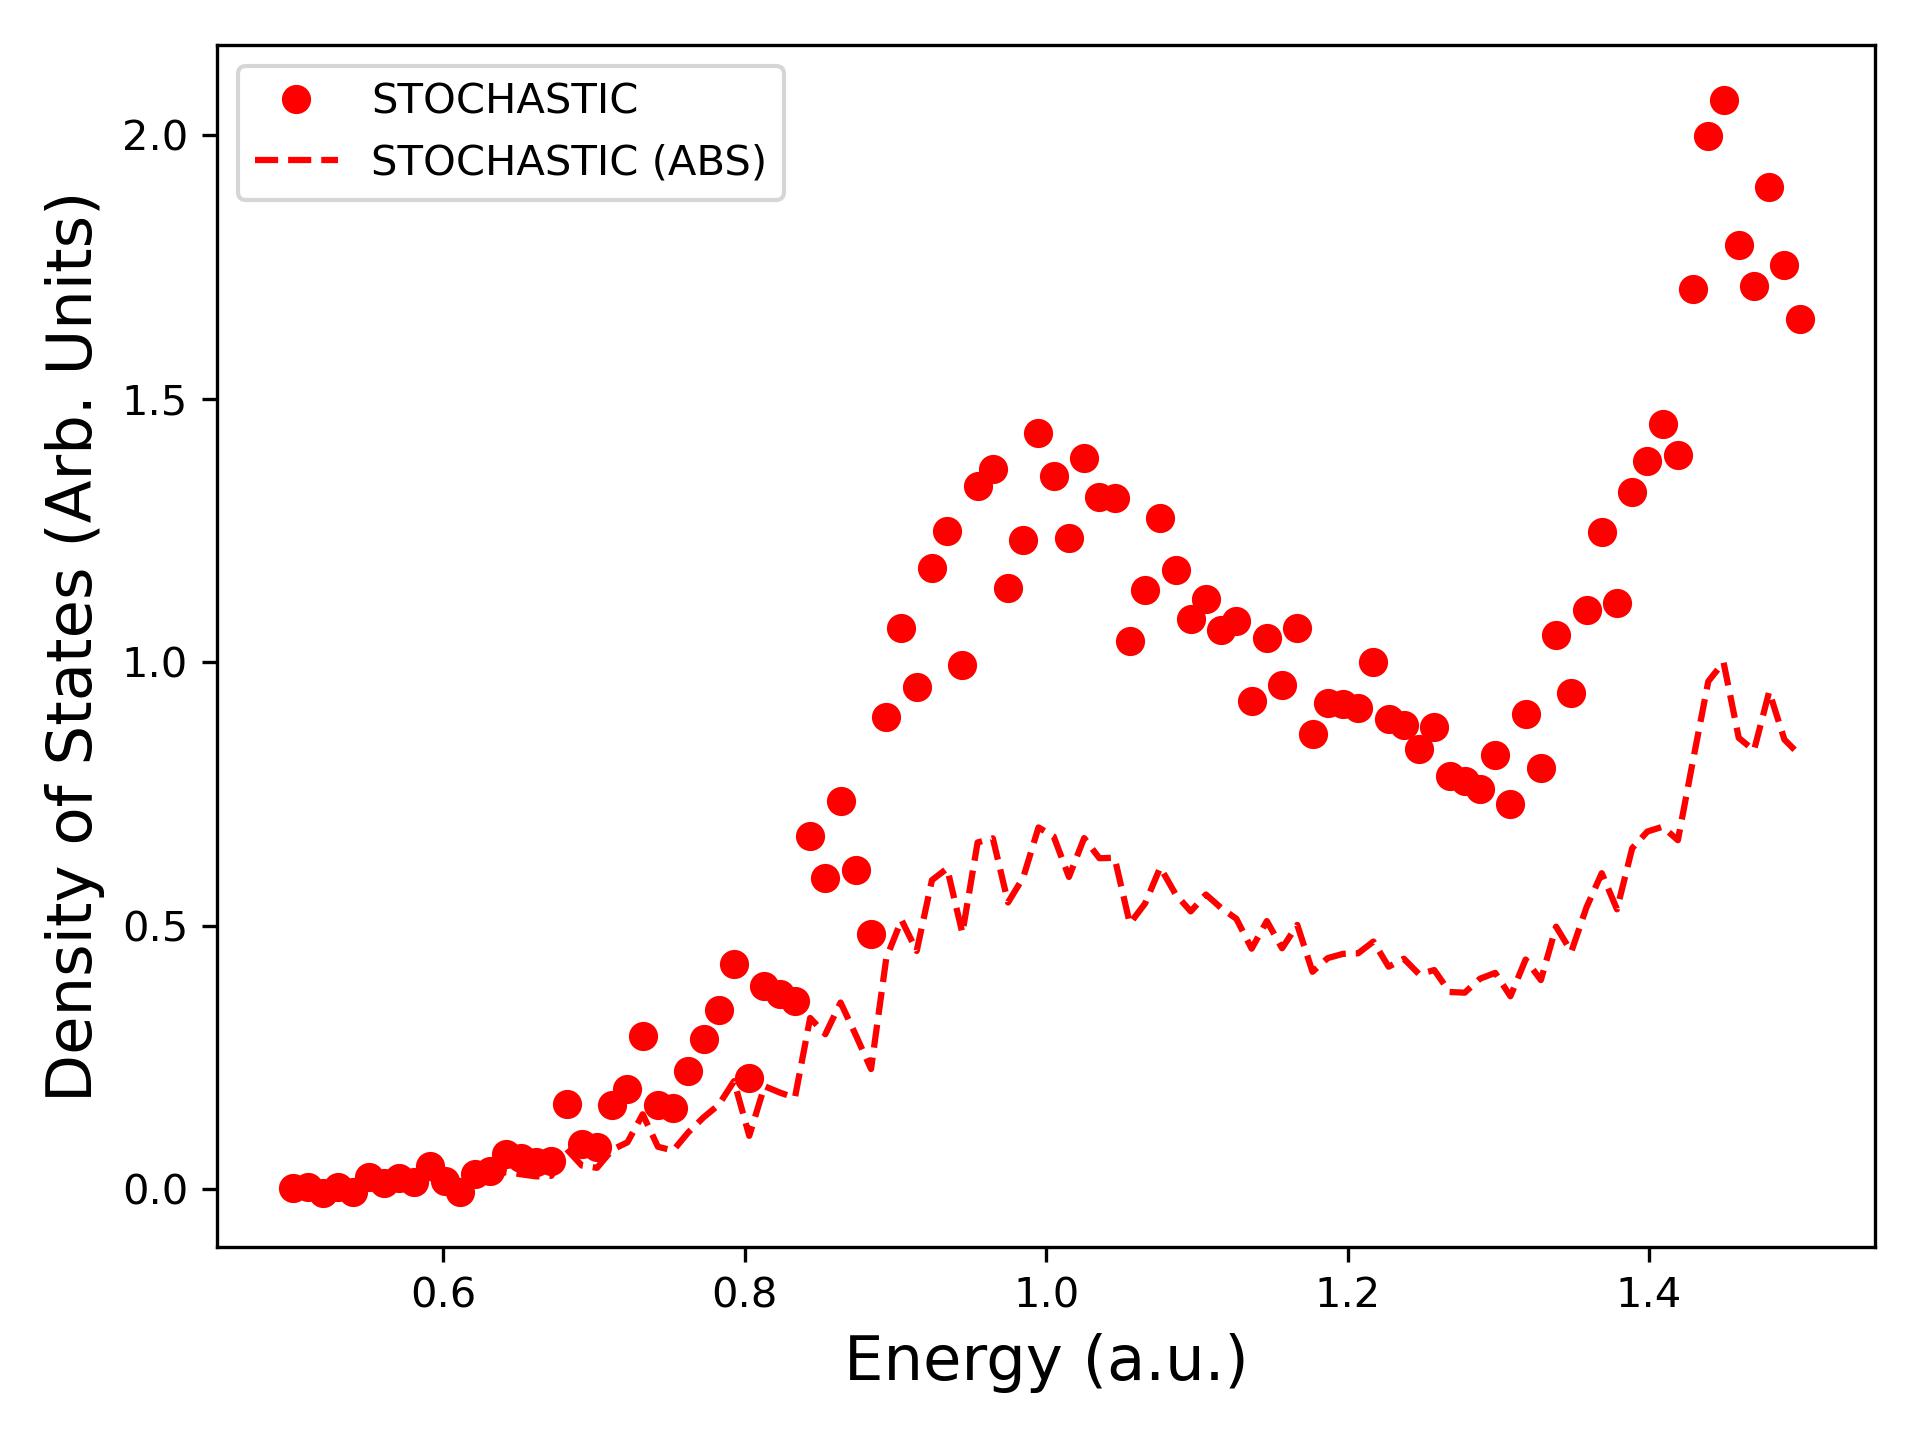 STOCHASTIC
STOCHASTIC (ABS)
Density of States (Arb. Units)
2.0
1.5
1.0
0.5
0.0
0.6 0.8 1.0 1.2 1.4
Energy (a.u.)